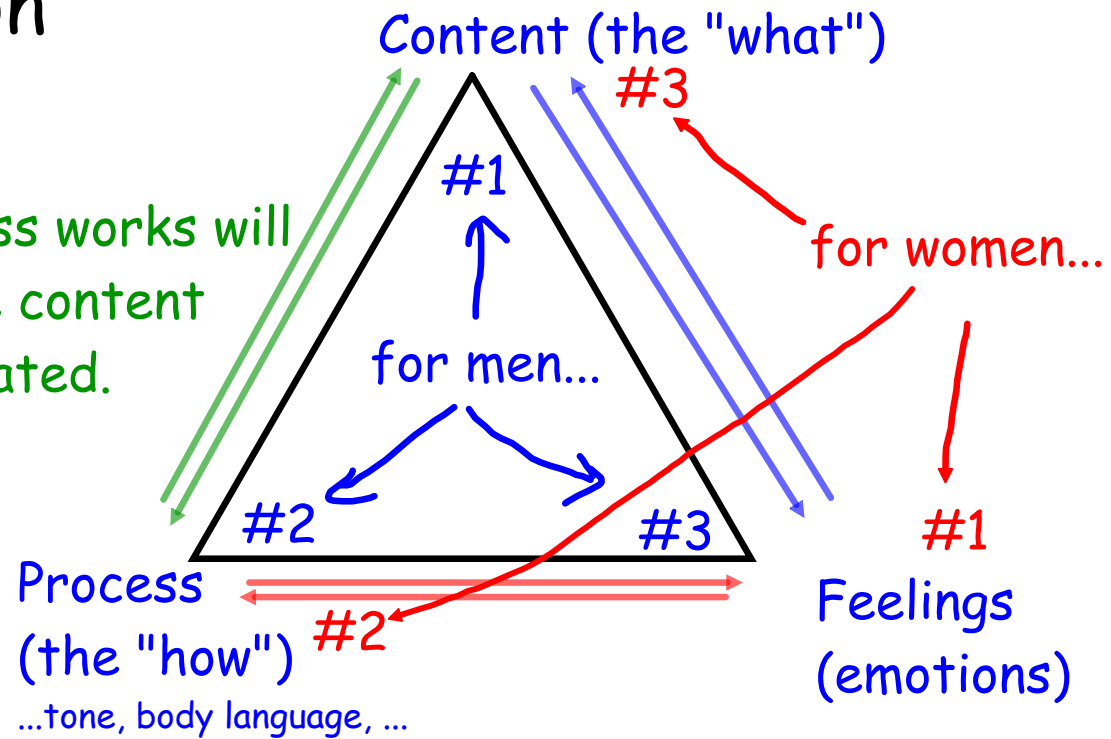 on
Content (the "what")
#3
#1
ss works will
for women...
content
for men...
ated.
#2
#3
#1
Process
Feelings
(the "how")
#2
(emotions)
...tone, body language, ...